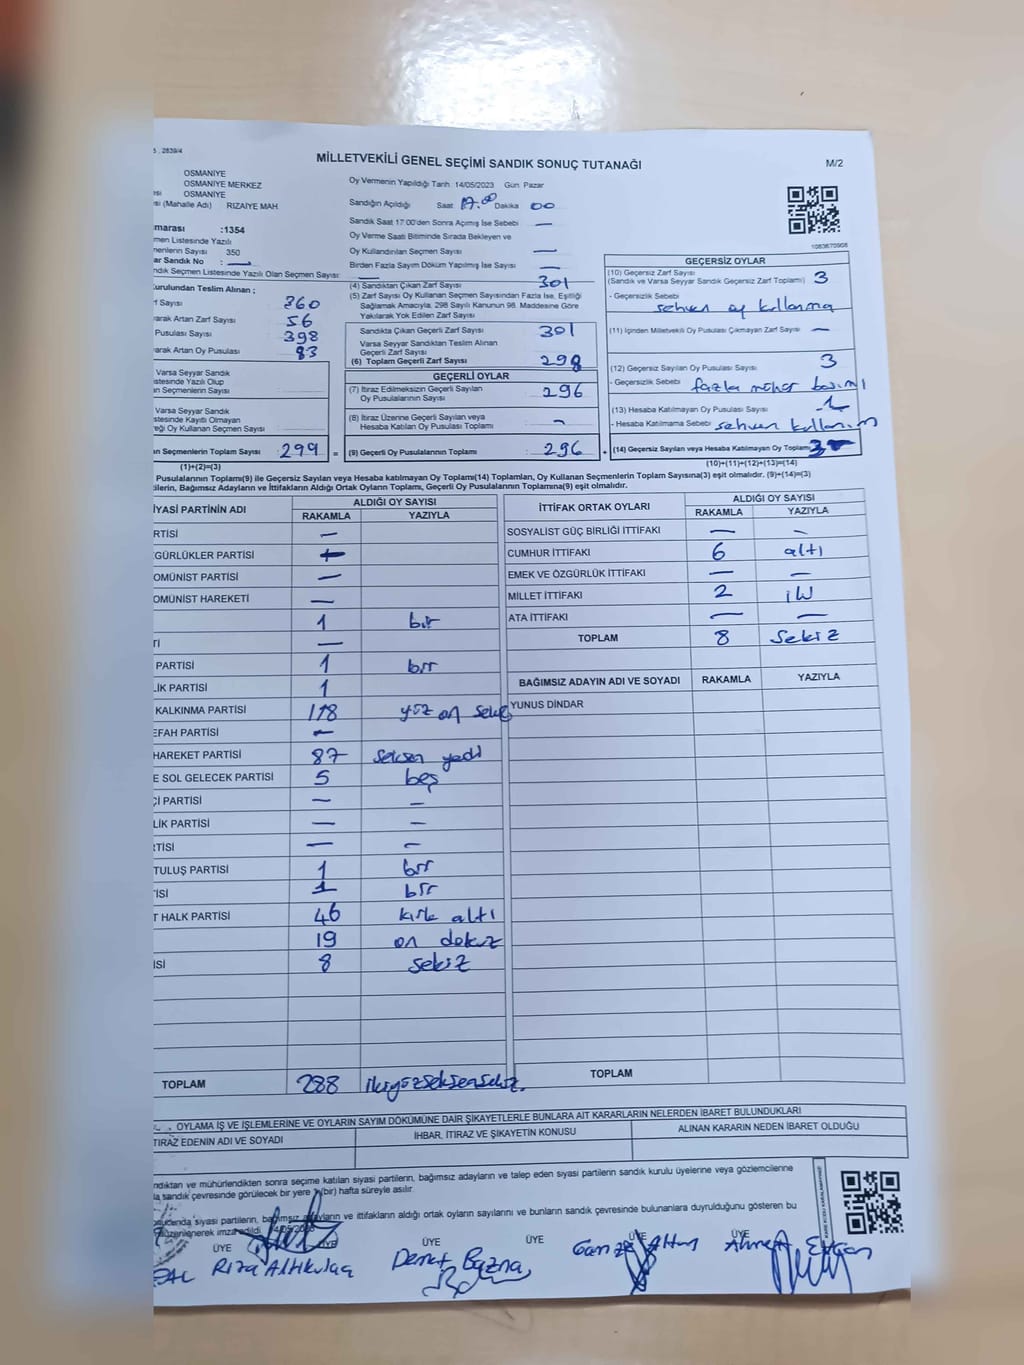 2839/4
MİLLETVEKİLİ GENEL SEÇİMİ SANDIK SONUÇ TUTANAĞI
M/2
OSMANİYE
OSMANİYE MERKEZ
OSMANİYE
si (Mahalle Adı) RIZAİYE MAH
marası :1354
men Listesinde Yazılı
menlerin Sayısı 350
ar Sandık No : —
ndık Seçmen Listesinde Yazılı Olan Seçmen Sayısı: —
Oy Vermenin Yapıldığı Tarih 14/05/2023 Gün Pazar
Sandığın Açıldığı Saat 17.00 Dakika 00
Sandık Saat 17:00'den Sonra Açılmış İse Sebebi —
Oy Verme Saati Bitiminde Sırada Bekleyen ve
Oy Kullandırılan Seçmen Sayısı —
Birden Fazla Sayım Döküm Yapılmış İse Sayısı —
1083670908
Kurulundan Teslim Alınan ;
rf Sayısı 360
arak Artan Zarf Sayısı 56
Pusulası Sayısı 398
arak Artan Oy Pusulası 83
Varsa Seyyar Sandık
istesinde Yazılı Olup
an Seçmenlerin Sayısı
Varsa Seyyar Sandık
stesinde Kayıtlı Olmayan
eği Oy Kullanan Seçmen Sayısı
n Seçmenlerin Toplam Sayısı 299
(1)+(2)=(3)
(4) Sandıktan Çıkan Zarf Sayısı 301
(5) Zarf Sayısı Oy Kullanan Seçmen Sayısından Fazla İse, Eşitliği
Sağlamak Amacıyla; 298 Sayılı Kanunun 98. Maddesine Göre
Yakılarak Yok Edilen Zarf Sayısı
Sandıkta Çıkan Geçerli Zarf Sayısı 301
Varsa Seyyar Sandıktan Teslim Alınan
Geçerli Zarf Sayısı
(6) Toplam Geçerli Zarf Sayısı 298
GEÇERLİ OYLAR
(7) İtiraz Edilmeksizin Geçerli Sayılan
Oy Pusulalarının Sayısı 296
(8) İtiraz Üzerine Geçerli Sayılan veya
Hesaba Katılan Oy Pusulası Toplamı —
(9) Geçerli Oy Pusulalarının Toplamı 296
GEÇERSİZ OYLAR
(10) Geçersiz Zarf Sayısı
(Sandık ve Varsa Seyyar Sandık Geçersiz Zarf Toplamı) 3
- Geçersizlik Sebebi
sehven oy kullanma
(11) İçinden Milletvekili Oy Pusulası Çıkmayan Zarf Sayısı —
(12) Geçersiz Sayılan Oy Pusulası Sayısı 3
- Geçersizlik Sebebi fazla mühür basımı
(13) Hesaba Katılmayan Oy Pusulası Sayısı
- Hesaba Katılmama Sebebi sehven kullanım
(14) Geçersiz Sayılan veya Hesaba Katılmayan Oy Toplamı 3
(10)+(11)+(12)+(13)=(14)
Pusulalarının Toplamı(9) ile Geçersiz Sayılan veya Hesaba katılmayan Oy Toplamı(14) Toplamları, Oy Kullanan Seçmenlerin Toplam Sayısına(3) eşit olmalıdır. (9)+(14)=(3)
tilerin, Bağımsız Adayların ve İttifakların Aldığı Ortak Oyların Toplamı, Geçerli Oy Pusulalarının Toplamına(9) eşit olmalıdır.
İYASİ PARTİNİN ADI ALDIĞI OY SAYISI
RAKAMLA YAZIYLA
RTİSİ —
GÜRLÜKLER PARTİSİ
OMÜNİST PARTİSİ —
OMÜNİST HAREKETİ —
1 bir
Tİ —
PARTİSİ 1 bir
LİK PARTİSİ 1
KALKINMA PARTİSİ 118 yüz on sekiz
EFAH PARTİSİ —
HAREKET PARTİSİ 87 seksen yedi
E SOL GELECEK PARTİSİ 5 beş
Çİ PARTİSİ — —
LİK PARTİSİ — —
RTİSİ — —
TULUŞ PARTİSİ 1 bir
İSİ 1 bir
T HALK PARTİSİ 46 kırk altı
19 on dokuz
İSİ 8 sekiz
TOPLAM 288 ikiyüzseksensekiz.
İTTİFAK ORTAK OYLARI ALDIĞI OY SAYISI
RAKAMLA YAZIYLA
SOSYALİST GÜÇ BİRLİĞİ İTTİFAKI — —
CUMHUR İTTİFAKI 6 altı
EMEK VE ÖZGÜRLÜK İTTİFAKI — —
MİLLET İTTİFAKI 2 iki
ATA İTTİFAKI — —
TOPLAM 8 sekiz
BAĞIMSIZ ADAYIN ADI VE SOYADI RAKAMLA YAZIYLA
YUNUS DİNDAR
TOPLAM
OYLAMA İŞ VE İŞLEMLERİNE VE OYLARIN SAYIM DÖKÜMÜNE DAİR ŞİKAYETLERLE BUNLARA AİT KARARLARIN NELERDEN İBARET BULUNDUKLARI
TİRAZ EDENİN ADI VE SOYADI İHBAR, İTİRAZ VE ŞİKAYETİN KONUSU ALINAN KARARIN NEDEN İBARET OLDUĞU
ndıktan ve mühürlendikten sonra seçime katılan siyasi partilerin, bağımsız adayların ve talep eden siyasi partilerin sandık kurulu üyelerine veya gözlemcilerine
la sandık çevresinde görülecek bir yere 1(bir) hafta süreyle asılır.
siyasi partilerin, bağımsız adayların ve ittifakların aldığı ortak oyların sayılarını ve bunların sandık çevresinde bulunanlara duyrulduğunu gösteren bu
düzenlenerek imza edildi.
ÜYE ÜYE ÜYE ÜYE ÜYE ÜYE
Rıza Altıkulaç
Gamze Altun
Ahmet